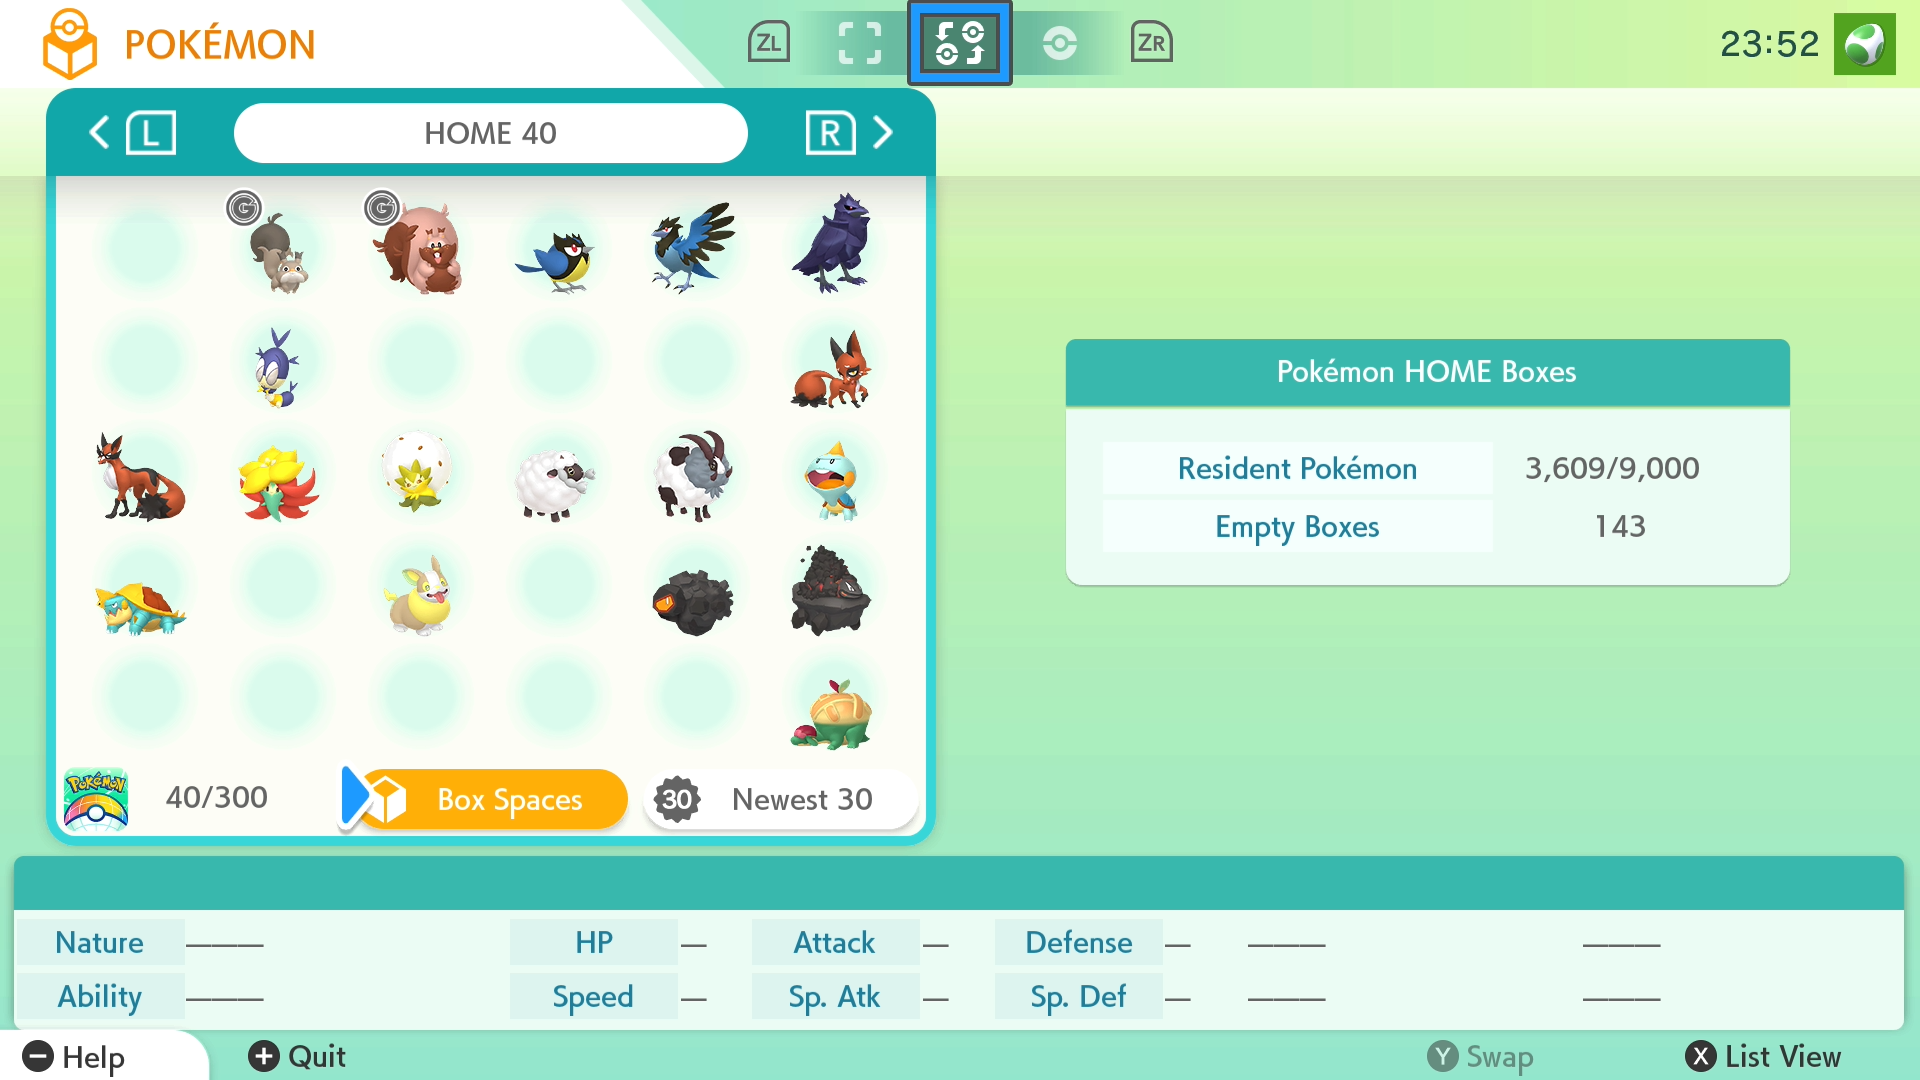 POKÉMON
ZL
ZR
23:52
L
HOME 40
R
G
G
Pokémon HOME Boxes
Resident Pokémon 3,609/9,000
Empty Boxes 143
POKéMON
40/300
Box Spaces
30 Newest 30
Nature ——— HP — Attack — Defense — ——— ———
Ability ——— Speed — Sp. Atk — Sp. Def — ——— ———
Help
+ Quit
Y Swap
X List View